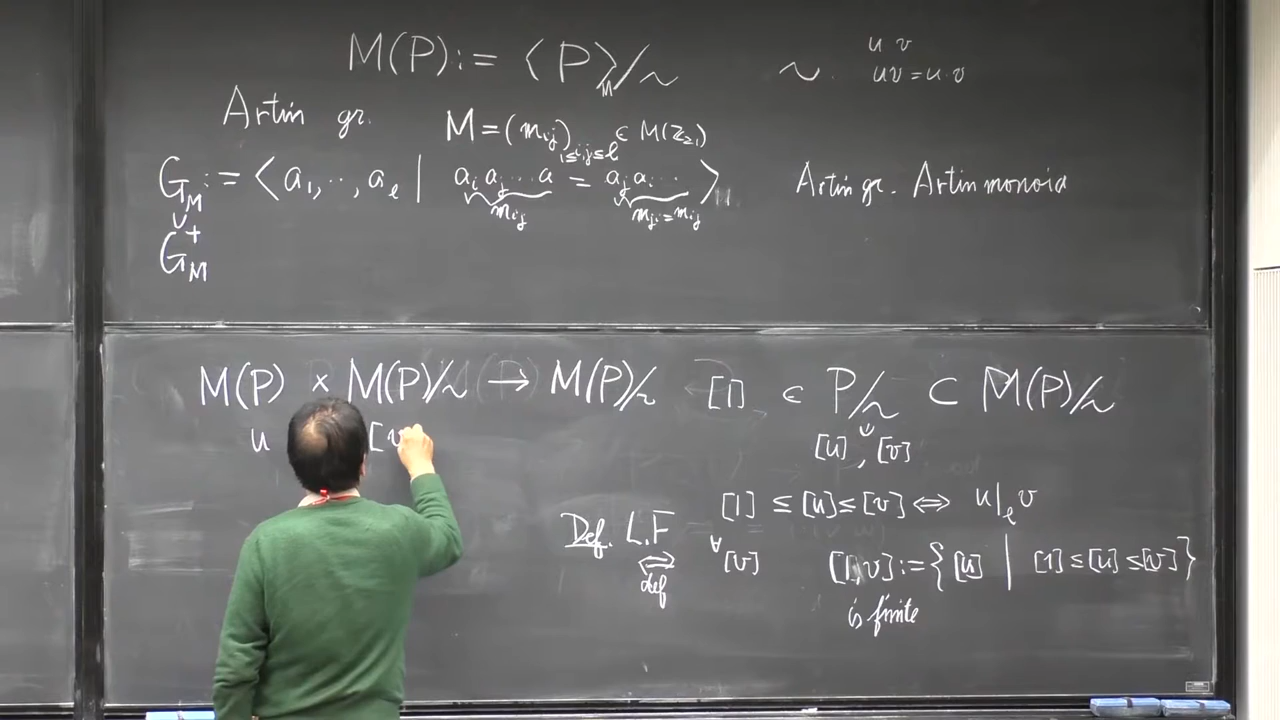 M(P) := ⟨P⟩_M/∼   ∼.   u v
uv = u·v
Artin gr.   M = (m_ij)_{1≤i,j≤ℓ} ∈ M(ℤ_{≥1})
G_M := ⟨a_1, ‥, a_ℓ | a_i a_j ⋯ a = a_j a_i ⋯ ⟩   Artin gr. Artin monoid
m_ij   m_ji = m_ij
∪
G_M^+
M(P) × M(P)/∼ → M(P)/∼   [1] ∈ P/∼ ⊂ M(P)/∼
u [v   [u], [v]
[1] ≤ [u] ≤ [v] ⟺ u|_ℓ v
Def. L.F ⟺ def   ∀[v]   [1,v] := { [u] | [1] ≤ [u] ≤ [v] }
is finite